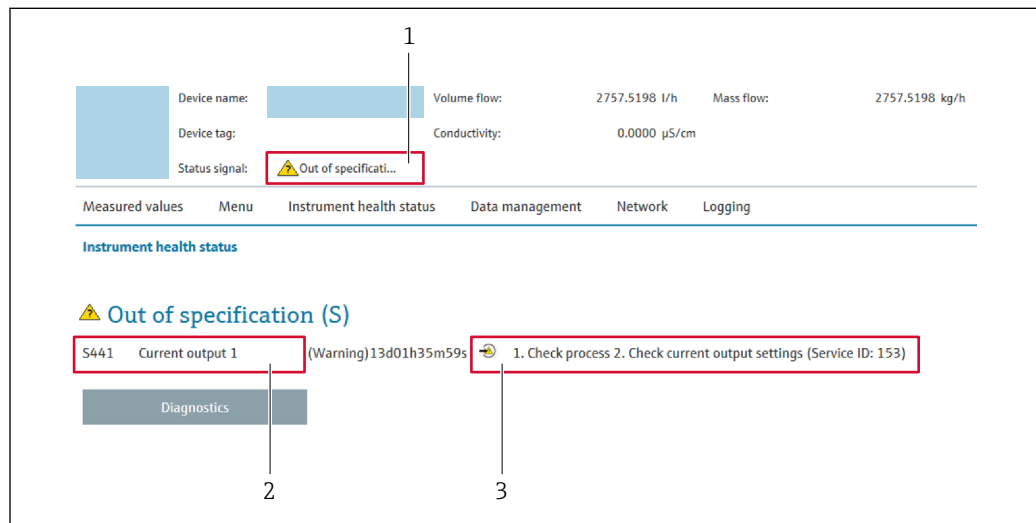 1
Device name: Volume flow: 2757.5198 l/h Mass flow: 2757.5198 kg/h
Device tag: Conductivity: 0.0000 µS/cm
Status signal: Out of specificati...
Measured values Menu Instrument health status Data management Network Logging
Instrument health status
Out of specification (S)
S441 Current output 1 (Warning)13d01h35m59s 1. Check process 2. Check current output settings (Service ID: 153)
Diagnostics
2 3